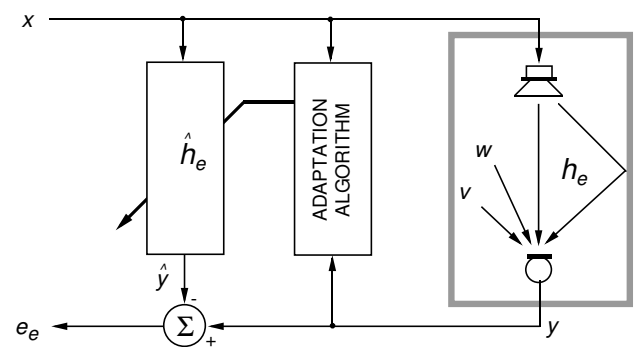 x
ĥe
ADAPTATION
ALGORITHM
w
v
he
ŷ
-
Σ
+
ee
y